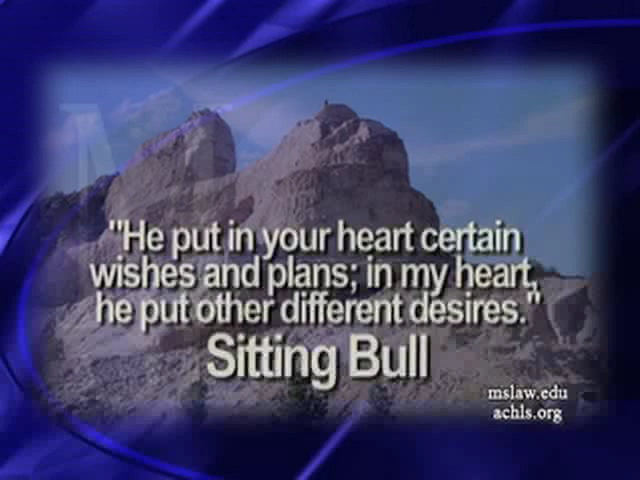 "He put in your heart certain
wishes and plans; in my heart,
he put other different desires."
Sitting Bull
mslaw.edu
achls.org